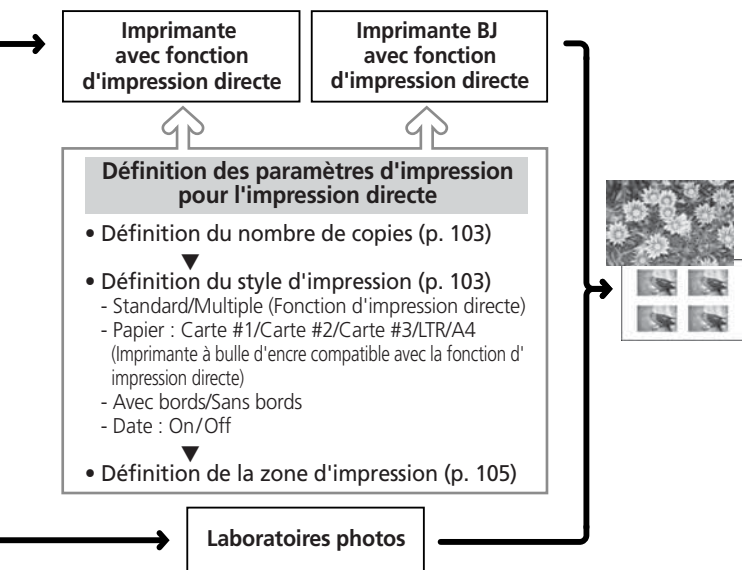 Imprimante
avec fonction
d'impression directe
Imprimante BJ
avec fonction
d'impression directe
Définition des paramètres d'impression
pour l'impression directe
• Définition du nombre de copies (p. 103)
▼
• Définition du style d'impression (p. 103)
- Standard/Multiple (Fonction d'impression directe)
- Papier : Carte #1/Carte #2/Carte #3/LTR/A4
(Imprimante à bulle d'encre compatible avec la fonction d'
impression directe)
- Avec bords/Sans bords
- Date : On/Off
▼
• Définition de la zone d'impression (p. 105)
Laboratoires photos